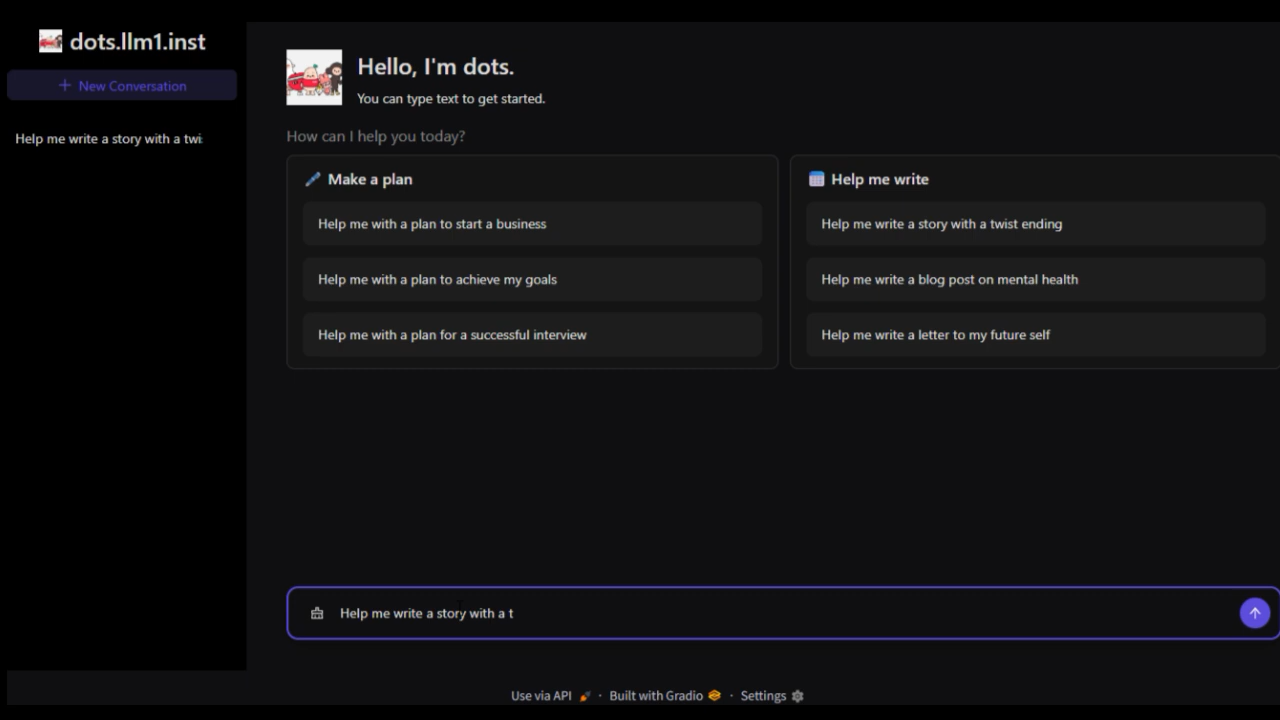 dots.llm1.inst
New Conversation
Help me write a story with a twi
Hello, I'm dots.
You can type text to get started.
How can I help you today?
Make a plan
Help me with a plan to start a business
Help me with a plan to achieve my goals
Help me with a plan for a successful interview
Help me write
Help me write a story with a twist ending
Help me write a blog post on mental health
Help me write a letter to my future self
Help me write a story with a t
Use via API · Built with Gradio · Settings